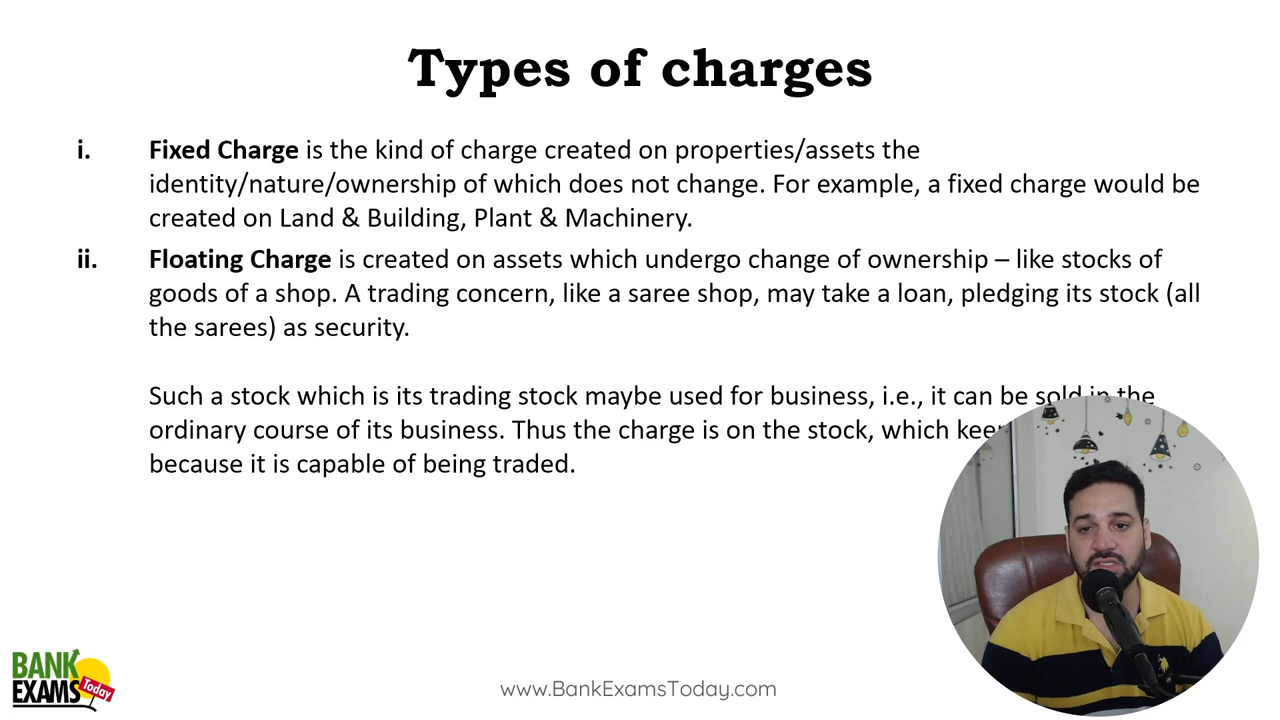 Types of charges
i. Fixed Charge is the kind of charge created on properties/assets the
identity/nature/ownership of which does not change. For example, a fixed charge would be
created on Land & Building, Plant & Machinery.
ii. Floating Charge is created on assets which undergo change of ownership – like stocks of
goods of a shop. A trading concern, like a saree shop, may take a loan, pledging its stock (all
the sarees) as security.
Such a stock which is its trading stock maybe used for business, i.e., it can be sold in the
ordinary course of its business. Thus the charge is on the stock, which
because it is capable of being traded.
BANK
EXAMS Today
www.BankExamsToday.com